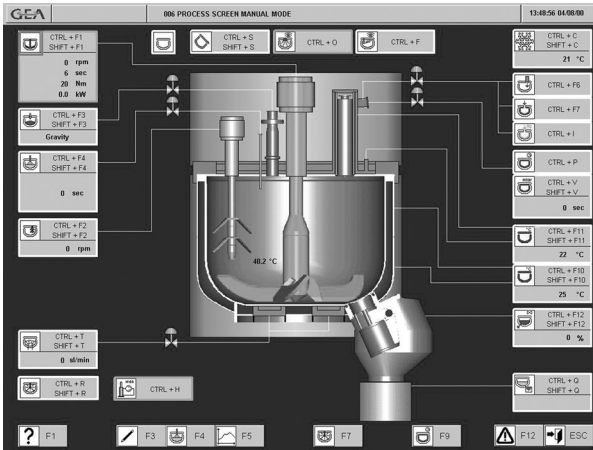 GEA
006 PROCESS SCREEN MANUAL MODE
13:48:56 04/08/00
CTRL + F1
SHIFT + F1
0 rpm
6 sec
20 Nm
0.0 kW
CTRL + F3
SHIFT + F3
Gravity
CTRL + F4
SHIFT + F4
0 sec
CTRL + F2
SHIFT + F2
0 rpm
CTRL + T
SHIFT + T
0 sl/min
CTRL + R
SHIFT + R
CTRL + H
CTRL + S
SHIFT + S
CTRL + O
CTRL + F
40.2 °C
CTRL + C
SHIFT + C
21 °C
CTRL + F6
CTRL + F7
CTRL + I
CTRL + P
CTRL + V
SHIFT + V
0 sec
CTRL + F11
SHIFT + F11
22 °C
CTRL + F10
SHIFT + F10
25 °C
CTRL + F12
SHIFT + F12
0 %
CTRL + Q
SHIFT + Q
? F1
F3
F4
F5
F7
F9
F12
ESC